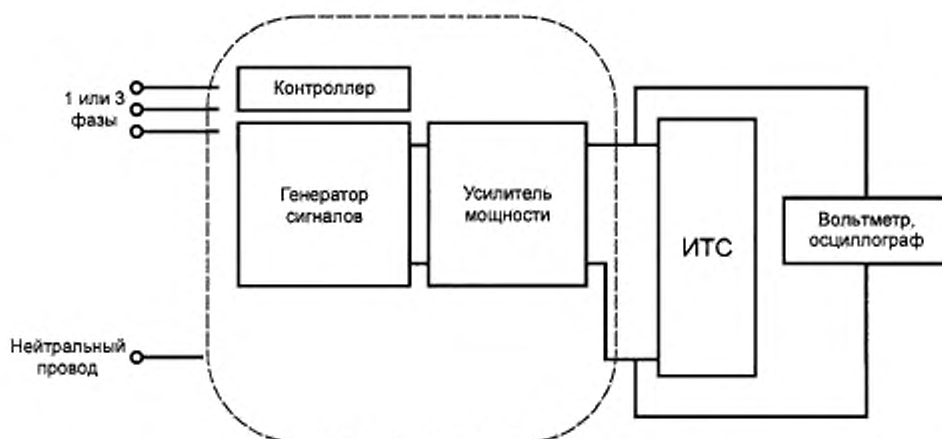 Контроллер
1 или 3
фазы
Генератор
сигналов
Усилитель
мощности
ИТС
Вольтметр,
осциллограф
Нейтральный
провод